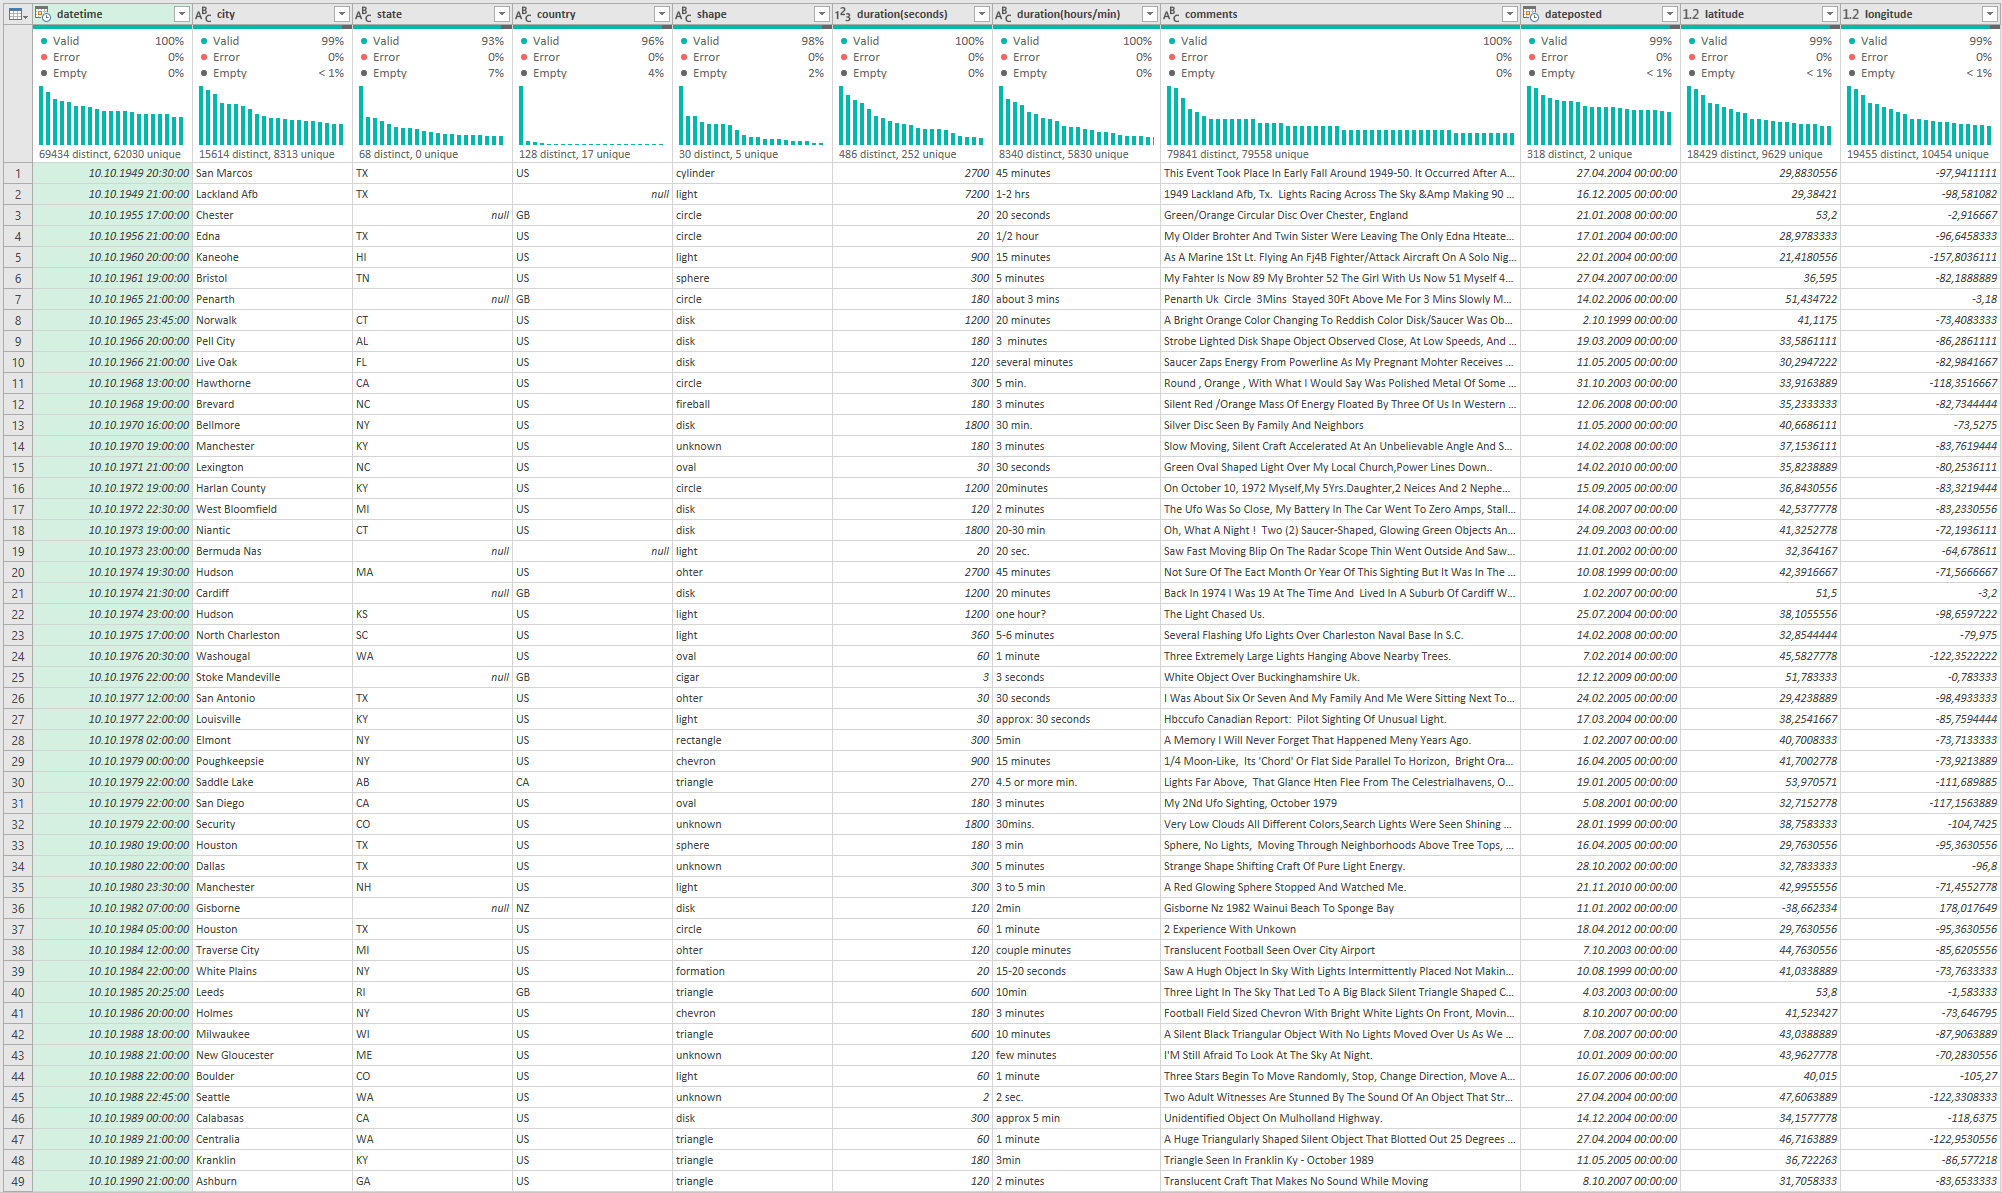 datetime city state country shape 123 duration(seconds) duration(hours/min) comments dateposted 1.2 latitude 1.2 longitude
Valid 100% Valid 99% Valid 93% Valid 96% Valid 98% Valid 100% Valid 100% Valid 100% Valid 99% Valid 99% Valid 99%
Error 0% Error 0% Error 0% Error 0% Error 0% Error 0% Error 0% Error 0% Error 0% Error 0% Error 0%
Empty 0% Empty < 1% Empty 7% Empty 4% Empty 2% Empty 0% Empty 0% Empty 0% Empty < 1% Empty < 1% Empty < 1%
69434 distinct, 62030 unique 15614 distinct, 8313 unique 68 distinct, 0 unique 128 distinct, 17 unique 30 distinct, 5 unique 486 distinct, 252 unique 8340 distinct, 5830 unique 79841 distinct, 79558 unique 318 distinct, 2 unique 18429 distinct, 9629 unique 19455 distinct, 10454 unique
1 10.10.1949 20:30:00 San Marcos TX US cylinder 2700 45 minutes This Event Took Place In Early Fall Around 1949-50. It Occurred After A... 27.04.2004 00:00:00 29,8830556 -97,9411111
2 10.10.1949 21:00:00 Lackland Afb TX null light 7200 1-2 hrs 1949 Lackland Afb, Tx. Lights Racing Across The Sky &Amp Making 90 ... 16.12.2005 00:00:00 29,38421 -98,581082
3 10.10.1955 17:00:00 Chester null GB circle 20 20 seconds Green/Orange Circular Disc Over Chester, England 21.01.2008 00:00:00 53,2 -2,916667
4 10.10.1956 21:00:00 Edna TX US circle 20 1/2 hour My Older Brohter And Twin Sister Were Leaving The Only Edna Hteate... 17.01.2004 00:00:00 28,9783333 -96,6458333
5 10.10.1960 20:00:00 Kaneohe HI US light 900 15 minutes As A Marine 1St Lt. Flying An Fj4B Fighter/Attack Aircraft On A Solo Nig... 22.01.2004 00:00:00 21,4180556 -157,8036111
6 10.10.1961 19:00:00 Bristol TN US sphere 300 5 minutes My Fahter Is Now 89 My Brohter 52 The Girl With Us Now 51 Myself 4... 27.04.2007 00:00:00 36,595 -82,1888889
7 10.10.1965 21:00:00 Penarth null GB circle 180 about 3 mins Penarth Uk Circle 3Mins Stayed 30Ft Above Me For 3 Mins Slowly M... 14.02.2006 00:00:00 51,434722 -3,18
8 10.10.1965 23:45:00 Norwalk CT US disk 1200 20 minutes A Bright Orange Color Changing To Reddish Color Disk/Saucer Was Ob... 2.10.1999 00:00:00 41,1175 -73,4083333
9 10.10.1966 20:00:00 Pell City AL US disk 180 3 minutes Strobe Lighted Disk Shape Object Observed Close, At Low Speeds, And ... 19.03.2009 00:00:00 33,5861111 -86,2861111
10 10.10.1966 21:00:00 Live Oak FL US disk 120 several minutes Saucer Zaps Energy From Powerline As My Pregnant Mohter Receives ... 11.05.2005 00:00:00 30,2947222 -82,9841667
11 10.10.1968 13:00:00 Hawthorne CA US circle 300 5 min. Round , Orange , With What I Would Say Was Polished Metal Of Some ... 31.10.2003 00:00:00 33,9163889 -118,3516667
12 10.10.1968 19:00:00 Brevard NC US fireball 180 3 minutes Silent Red /Orange Mass Of Energy Floated By Three Of Us In Western ... 12.06.2008 00:00:00 35,2333333 -82,7344444
13 10.10.1970 16:00:00 Bellmore NY US disk 1800 30 min. Silver Disc Seen By Family And Neighbors 11.05.2000 00:00:00 40,6686111 -73,5275
14 10.10.1970 19:00:00 Manchester KY US unknown 180 3 minutes Slow Moving, Silent Craft Accelerated At An Unbelievable Angle And S... 14.02.2008 00:00:00 37,1536111 -83,7619444
15 10.10.1971 21:00:00 Lexington NC US oval 30 30 seconds Green Oval Shaped Light Over My Local Church,Power Lines Down.. 14.02.2010 00:00:00 35,8238889 -80,2536111
16 10.10.1972 19:00:00 Harlan County KY US circle 1200 20minutes On October 10, 1972 Myself,My 5Yrs.Daughter,2 Neices And 2 Nephe... 15.09.2005 00:00:00 36,8430556 -83,3219444
17 10.10.1972 22:30:00 West Bloomfield MI US disk 120 2 minutes The Ufo Was So Close, My Battery In The Car Went To Zero Amps, Stall... 14.08.2007 00:00:00 42,5377778 -83,2330556
18 10.10.1973 19:00:00 Niantic CT US disk 1800 20-30 min Oh, What A Night ! Two (2) Saucer-Shaped, Glowing Green Objects An... 24.09.2003 00:00:00 41,3252778 -72,1936111
19 10.10.1973 23:00:00 Bermuda Nas null null light 20 20 sec. Saw Fast Moving Blip On The Radar Scope Thin Went Outside And Saw... 11.01.2002 00:00:00 32,364167 -64,678611
20 10.10.1974 19:30:00 Hudson MA US ohter 2700 45 minutes Not Sure Of The Eact Month Or Year Of This Sighting But It Was In The ... 10.08.1999 00:00:00 42,3916667 -71,5666667
21 10.10.1974 21:30:00 Cardiff null GB disk 1200 20 minutes Back In 1974 I Was 19 At The Time And Lived In A Suburb Of Cardiff W... 1.02.2007 00:00:00 51,5 -3,2
22 10.10.1974 23:00:00 Hudson KS US light 1200 one hour? The Light Chased Us. 25.07.2004 00:00:00 38,1055556 -98,6597222
23 10.10.1975 17:00:00 North Charleston SC US light 360 5-6 minutes Several Flashing Ufo Lights Over Charleston Naval Base In S.C. 14.02.2008 00:00:00 32,8544444 -79,975
24 10.10.1976 20:30:00 Washougal WA US oval 60 1 minute Three Extremely Large Lights Hanging Above Nearby Trees. 7.02.2014 00:00:00 45,5827778 -122,3522222
25 10.10.1976 22:00:00 Stoke Mandeville null GB cigar 3 3 seconds White Object Over Buckinghamshire Uk. 12.12.2009 00:00:00 51,783333 -0,783333
26 10.10.1977 12:00:00 San Antonio TX US ohter 30 30 seconds I Was About Six Or Seven And My Family And Me Were Sitting Next To... 24.02.2005 00:00:00 29,4238889 -98,4933333
27 10.10.1977 22:00:00 Louisville KY US light 30 approx: 30 seconds Hbccufo Canadian Report: Pilot Sighting Of Unusual Light. 17.03.2004 00:00:00 38,2541667 -85,7594444
28 10.10.1978 02:00:00 Elmont NY US rectangle 300 5min A Memory I Will Never Forget That Happened Meny Years Ago. 1.02.2007 00:00:00 40,7008333 -73,7133333
29 10.10.1979 00:00:00 Poughkeepsie NY US chevron 900 15 minutes 1/4 Moon-Like, Its 'Chord' Or Flat Side Parallel To Horizon, Bright Ora... 16.04.2005 00:00:00 41,7002778 -73,9213889
30 10.10.1979 22:00:00 Saddle Lake AB CA triangle 270 4.5 or more min. Lights Far Above, That Glance Hten Flee From The Celestrialhavens, O... 19.01.2005 00:00:00 53,970571 -111,689885
31 10.10.1979 22:00:00 San Diego CA US oval 180 3 minutes My 2Nd Ufo Sighting, October 1979 5.08.2001 00:00:00 32,7152778 -117,1563889
32 10.10.1979 22:00:00 Security CO US unknown 1800 30mins. Very Low Clouds All Different Colors,Search Lights Were Seen Shining ... 28.01.1999 00:00:00 38,7583333 -104,7425
33 10.10.1980 19:00:00 Houston TX US sphere 180 3 min Sphere, No Lights, Moving Through Neighborhoods Above Tree Tops, ... 16.04.2005 00:00:00 29,7630556 -95,3630556
34 10.10.1980 22:00:00 Dallas TX US unknown 300 5 minutes Strange Shape Shifting Craft Of Pure Light Energy. 28.10.2002 00:00:00 32,7833333 -96,8
35 10.10.1980 23:30:00 Manchester NH US light 300 3 to 5 min A Red Glowing Sphere Stopped And Watched Me. 21.11.2010 00:00:00 42,9955556 -71,4552778
36 10.10.1982 07:00:00 Gisborne null NZ disk 120 2min Gisborne Nz 1982 Wainui Beach To Sponge Bay 11.01.2002 00:00:00 -38,662334 178,017649
37 10.10.1984 05:00:00 Houston TX US circle 60 1 minute 2 Experience With Unkown 18.04.2012 00:00:00 29,7630556 -95,3630556
38 10.10.1984 12:00:00 Traverse City MI US ohter 120 couple minutes Translucent Football Seen Over City Airport 7.10.2003 00:00:00 44,7630556 -85,6205556
39 10.10.1984 22:00:00 White Plains NY US formation 20 15-20 seconds Saw A Hugh Object In Sky With Lights Intermittently Placed Not Makin... 10.08.1999 00:00:00 41,0338889 -73,7633333
40 10.10.1985 20:25:00 Leeds RI GB triangle 600 10min Three Light In The Sky That Led To A Big Black Silent Triangle Shaped C... 4.03.2003 00:00:00 53,8 -1,583333
41 10.10.1986 20:00:00 Holmes NY US chevron 180 3 minutes Football Field Sized Chevron With Bright White Lights On Front, Movin... 8.10.2007 00:00:00 41,523427 -73,646795
42 10.10.1988 18:00:00 Milwaukee WI US triangle 600 10 minutes A Silent Black Triangular Object With No Lights Moved Over Us As We ... 7.08.2007 00:00:00 43,0388889 -87,9063889
43 10.10.1988 21:00:00 New Gloucester ME US unknown 120 few minutes I'M Still Afraid To Look At The Sky At Night. 10.01.2009 00:00:00 43,9627778 -70,2830556
44 10.10.1988 22:00:00 Boulder CO US light 60 1 minute Three Stars Begin To Move Randomly, Stop, Change Direction, Move A... 16.07.2006 00:00:00 40,015 -105,27
45 10.10.1988 22:45:00 Seattle WA US unknown 2 2 sec. Two Adult Witnesses Are Stunned By The Sound Of An Object That Str... 27.04.2004 00:00:00 47,6063889 -122,3308333
46 10.10.1989 00:00:00 Calabasas CA US disk 300 approx 5 min Unidentified Object On Mulholland Highway. 14.12.2004 00:00:00 34,1577778 -118,6375
47 10.10.1989 21:00:00 Centralia WA US triangle 60 1 minute A Huge Triangularly Shaped Silent Object That Blotted Out 25 Degrees ... 27.04.2004 00:00:00 46,7163889 -122,9530556
48 10.10.1989 21:00:00 Kranklin KY US triangle 180 3min Triangle Seen In Franklin Ky - October 1989 11.05.2005 00:00:00 36,722263 -86,577218
49 10.10.1990 21:00:00 Ashburn GA US triangle 120 2 minutes Translucent Craft That Makes No Sound While Moving 8.10.2007 00:00:00 31,7058333 -83,6533333